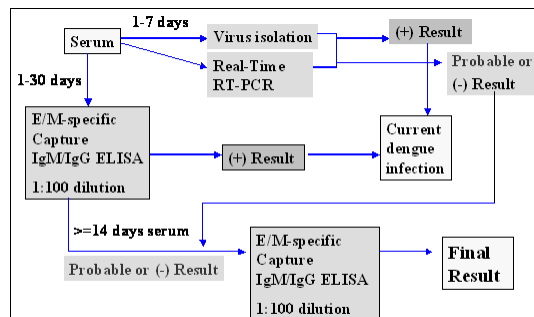 1-7 days
Serum
Virus isolation
(+) Result
Real-Time
RT-PCR
Probable or
(-) Result
1-30 days
E/M-specific
Capture
IgM/IgG ELISA
1:100 dilution
(+) Result
Current
dengue
infection
>=14 days serum
Probable or (-) Result
E/M-specific
Capture
IgM/IgG ELISA
1:100 dilution
Final
Result